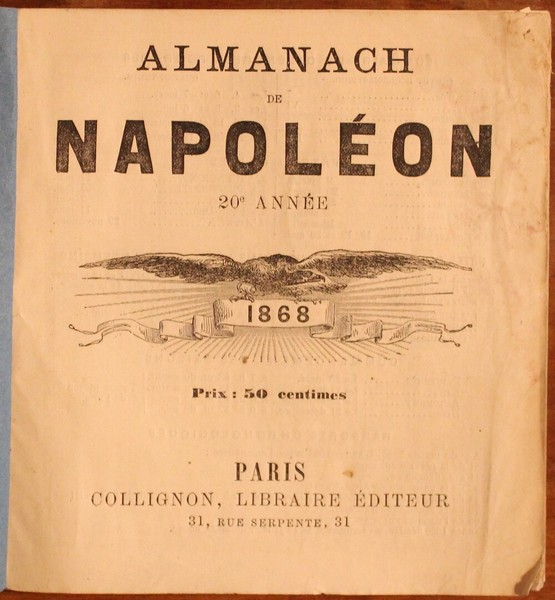 ALMANACH
DE
NAPOLÉON
20e ANNÉE
1868
Prix : 50 centimes
PARIS
COLLIGNON, LIBRAIRE ÉDITEUR
31, RUE SERPENTE, 31